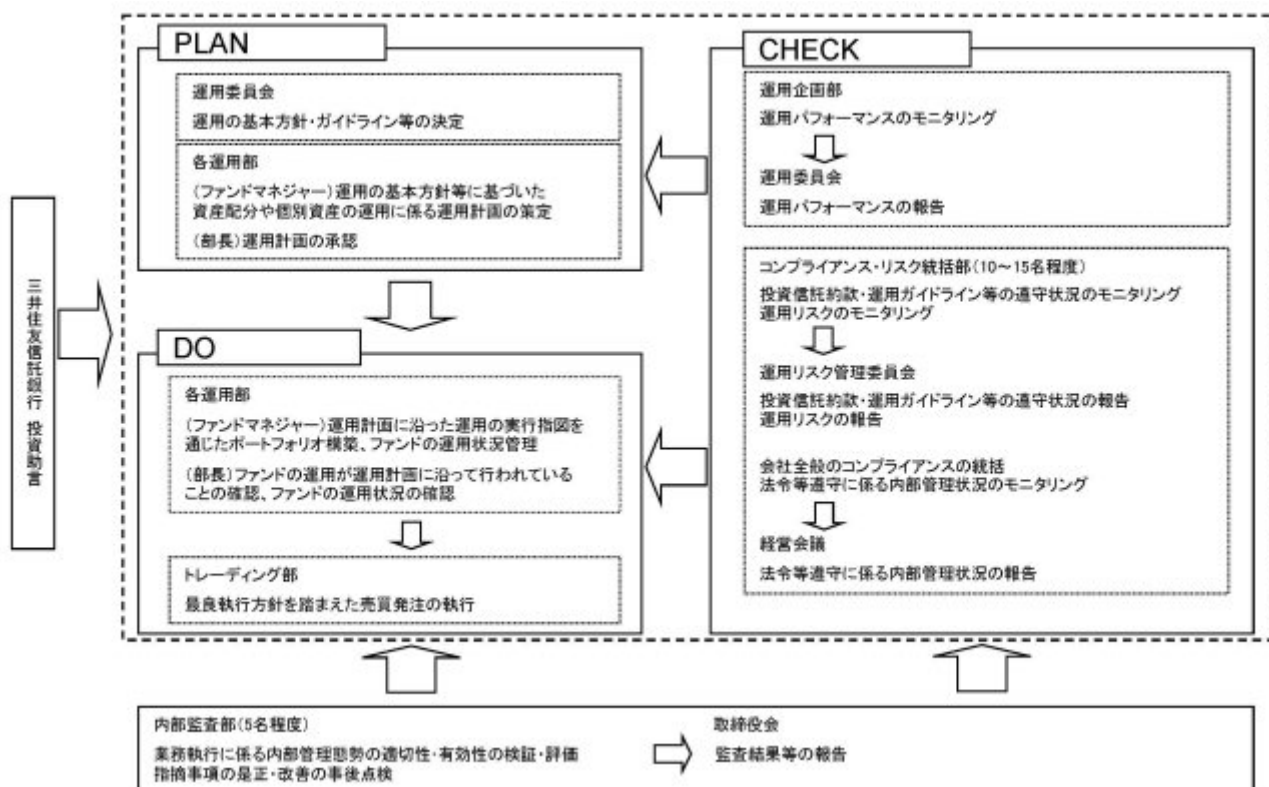 三井住友信託銀行 投資助言
PLAN
運用委員会
運用の基本方針・ガイドライン等の決定
各運用部
(ファンドマネジャー)運用の基本方針等に基づいた
資産配分や個別資産の運用に係る運用計画の策定
(部長)運用計画の承認
DO
各運用部
(ファンドマネジャー)運用計画に沿った運用の実行指図を
通じたポートフォリオ構築、ファンドの運用状況管理
(部長)ファンドの運用が運用計画に沿って行われている
ことの確認、ファンドの運用状況の確認
トレーディング部
最良執行方針を踏まえた売買発注の執行
CHECK
運用企画部
運用パフォーマンスのモニタリング
運用委員会
運用パフォーマンスの報告
コンプライアンス・リスク統括部(10~15名程度)
投資信託約款・運用ガイドライン等の遵守状況のモニタリング
運用リスクのモニタリング
運用リスク管理委員会
投資信託約款・運用ガイドライン等の遵守状況の報告
運用リスクの報告
会社全般のコンプライアンスの統括
法令等遵守に係る内部管理状況のモニタリング
経営会議
法令等遵守に係る内部管理状況の報告
内部監査部(5名程度)
業務執行に係る内部管理態勢の適切性・有効性の検証・評価
指摘事項の是正・改善の事後点検
取締役会
監査結果等の報告